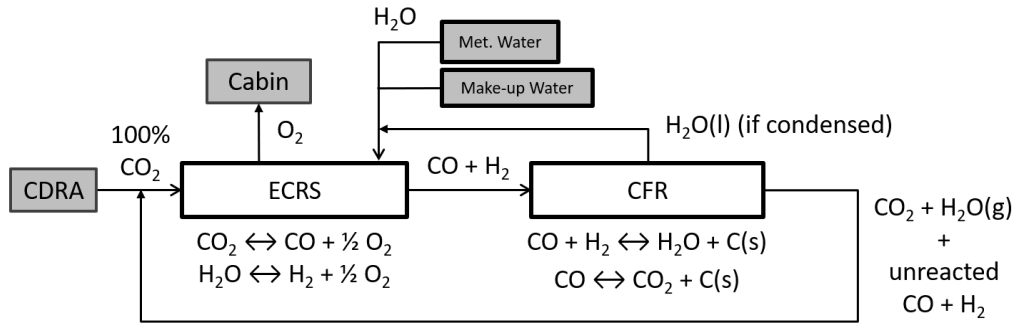 H₂O
Met. Water
Make-up Water
Cabin
O₂
H₂O(l) (if condensed)
100%
CO₂
CDRA
ECRS
CO + H₂
CFR
CO₂ ↔ CO + ½ O₂
H₂O ↔ H₂ + ½ O₂
CO + H₂ ↔ H₂O + C(s)
CO ↔ CO₂ + C(s)
CO₂ + H₂O(g)
+
unreacted
CO + H₂